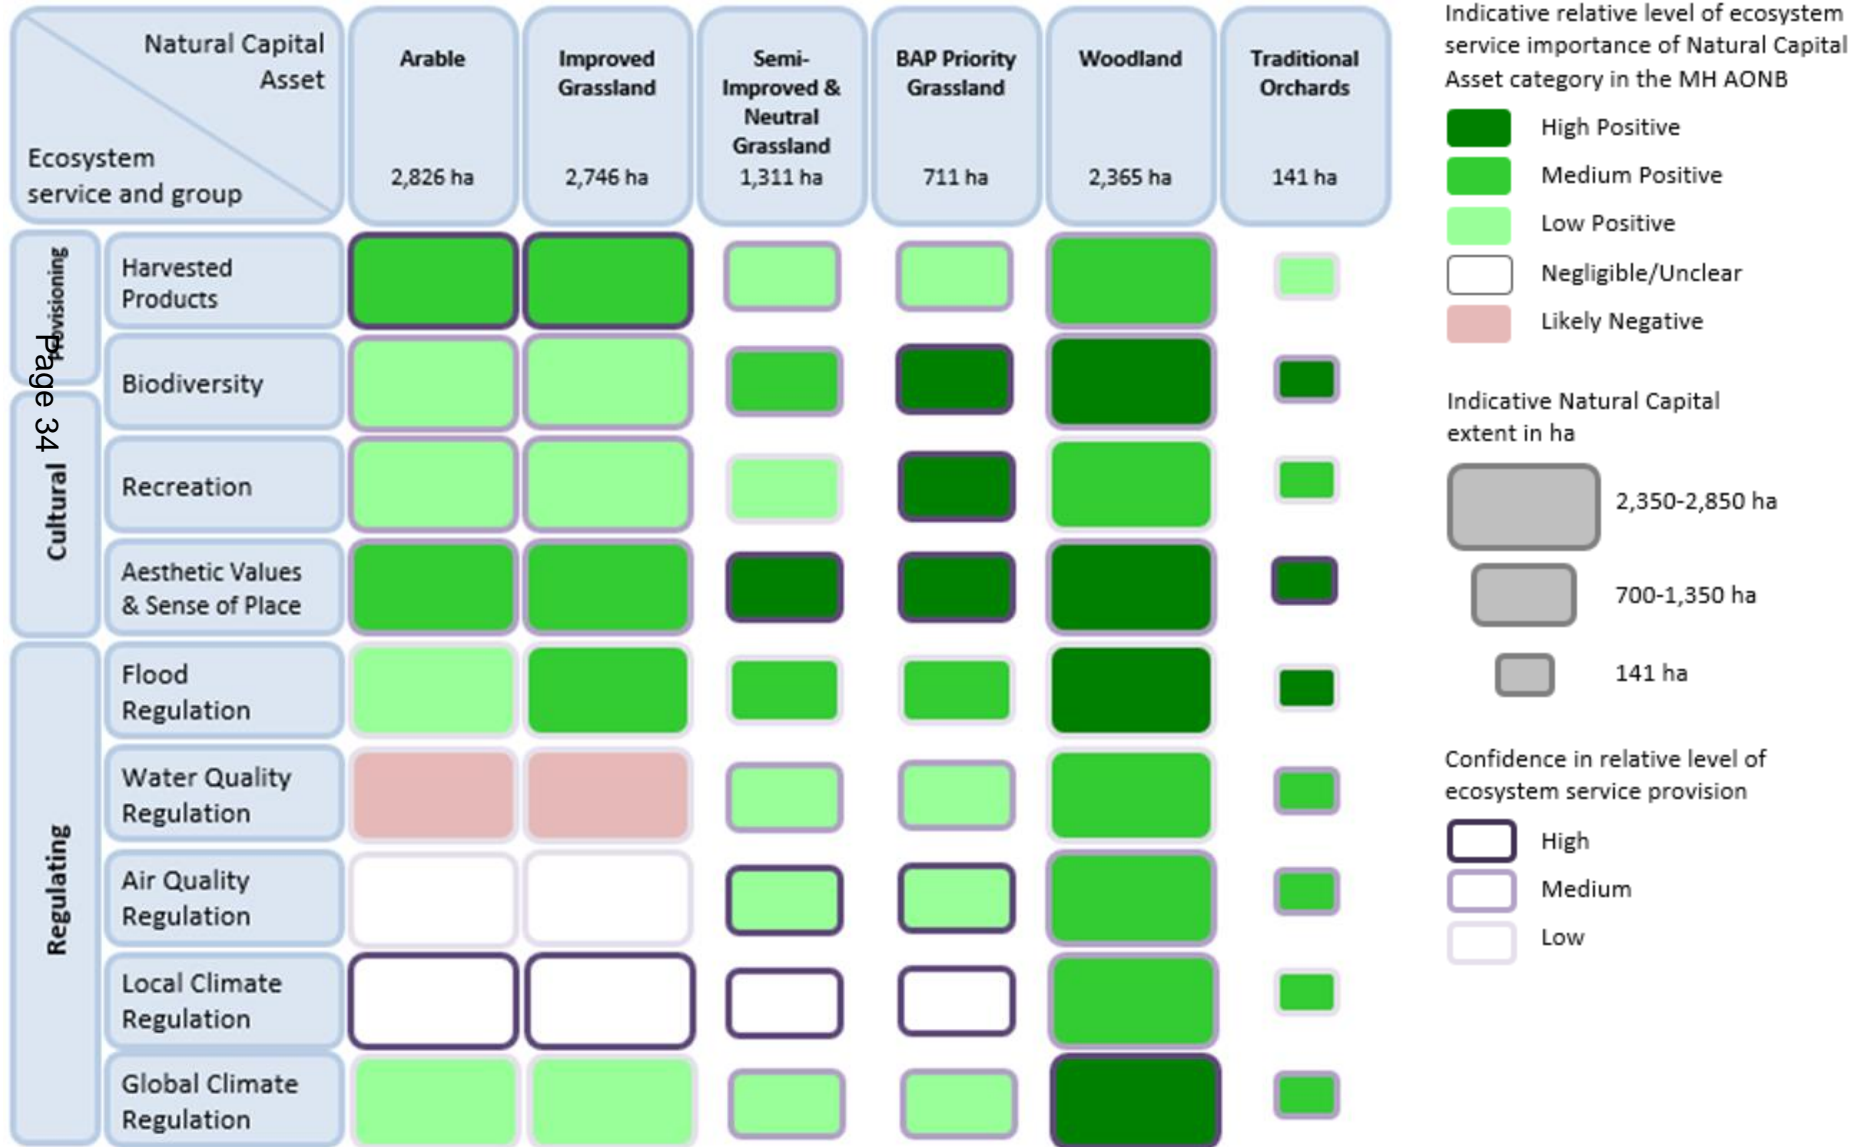 Natural Capital
Asset
Ecosystem
service and group
Arable
2,826 ha
Improved
Grassland
2,746 ha
Semi-
Improved &
Neutral
Grassland
1,311 ha
BAP Priority
Grassland
711 ha
Woodland
2,365 ha
Traditional
Orchards
141 ha
Provisioning
Harvested
Products
Biodiversity
Page 34
Cultural
Recreation
Aesthetic Values
& Sense of Place
Regulating
Flood
Regulation
Water Quality
Regulation
Air Quality
Regulation
Local Climate
Regulation
Global Climate
Regulation
Indicative relative level of ecosystem
service importance of Natural Capital
Asset category in the MH AONB
High Positive
Medium Positive
Low Positive
Negligible/Unclear
Likely Negative
Indicative Natural Capital
extent in ha
2,350-2,850 ha
700-1,350 ha
141 ha
Confidence in relative level of
ecosystem service provision
High
Medium
Low